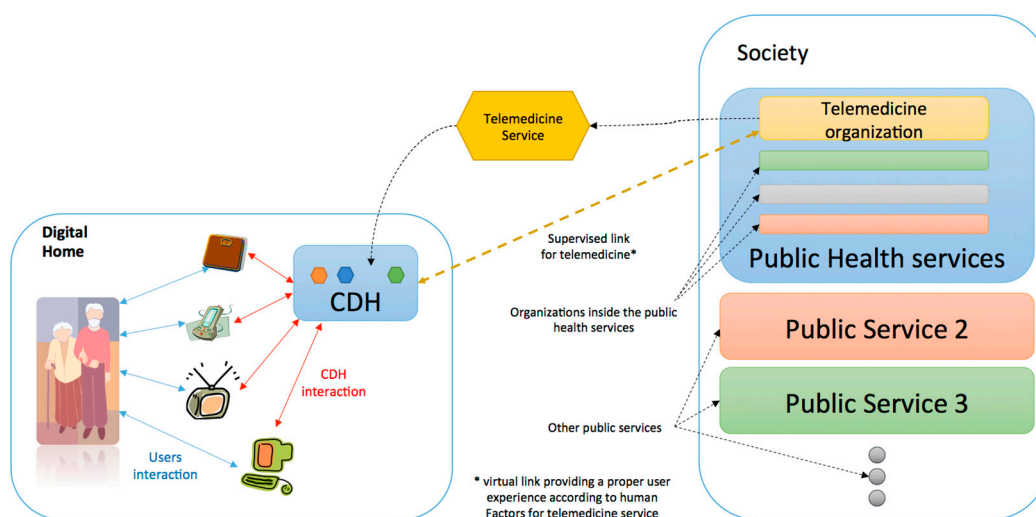 Society
Telemedicine
organization
Telemedicine
Service
Public Health services
Digital
Home
CDH
Supervised link
for telemedicine*
Organizations inside the public
health services
Public Service 2
CDH
interaction
Public Service 3
Other public services
Users
interaction
* virtual link providing a proper user
experience according to human
Factors for telemedicine service